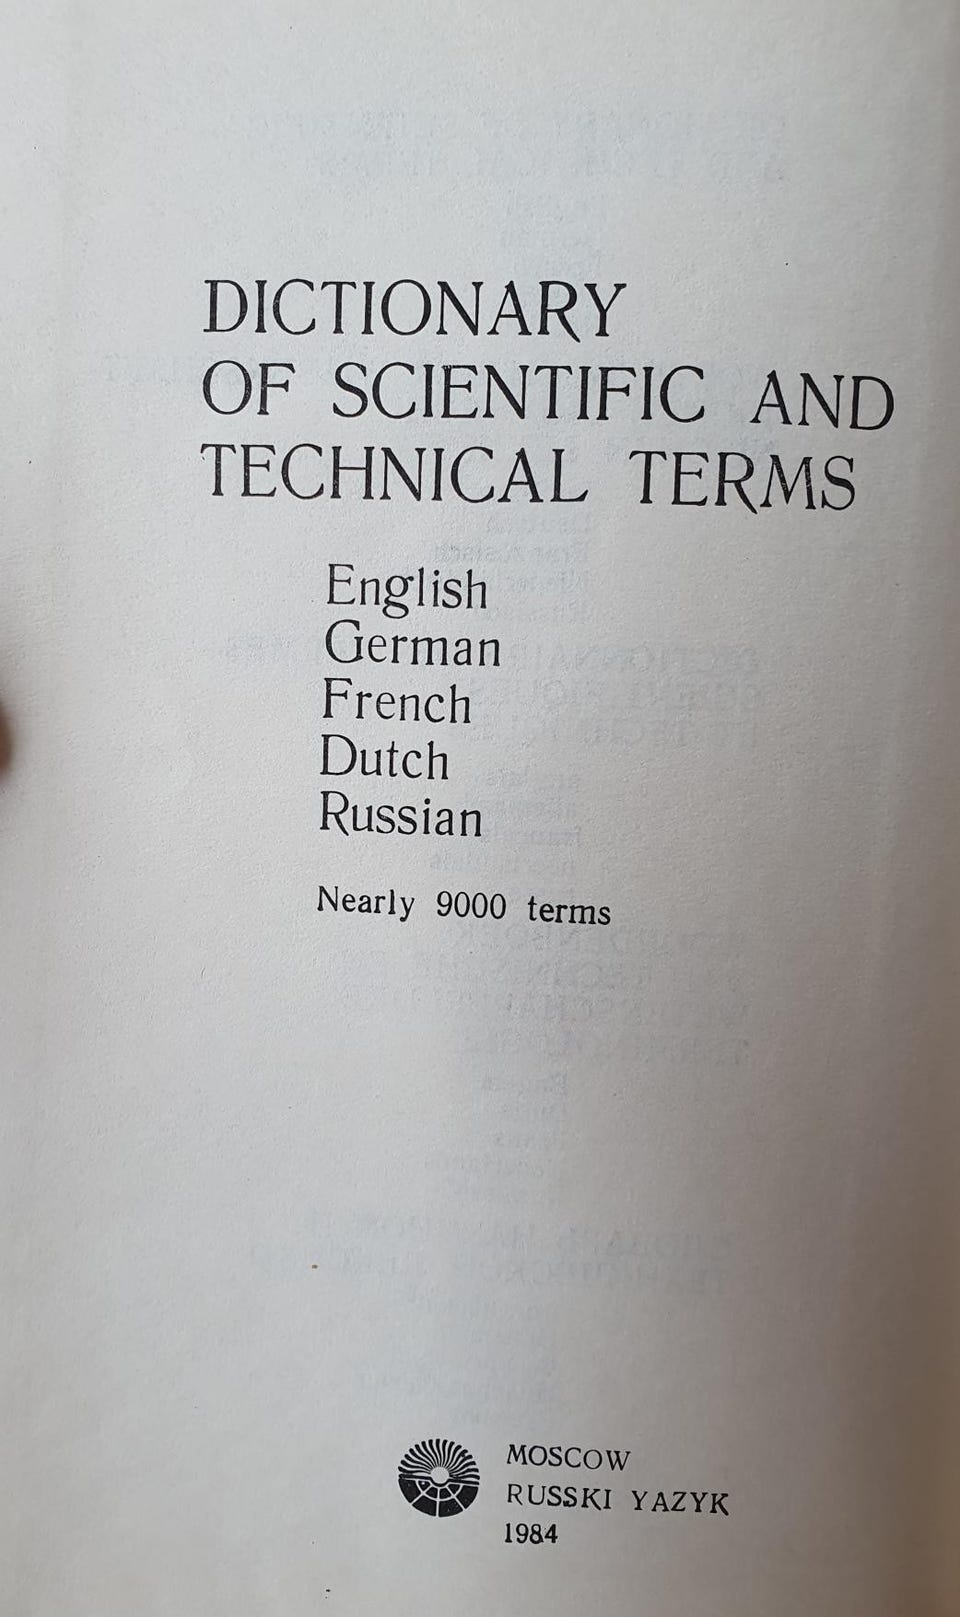 DICTIONARY
OF SCIENTIFIC AND
TECHNICAL TERMS
English
German
French
Dutch
Russian
Nearly 9000 terms
MOSCOW
RUSSKI YAZYK
1984